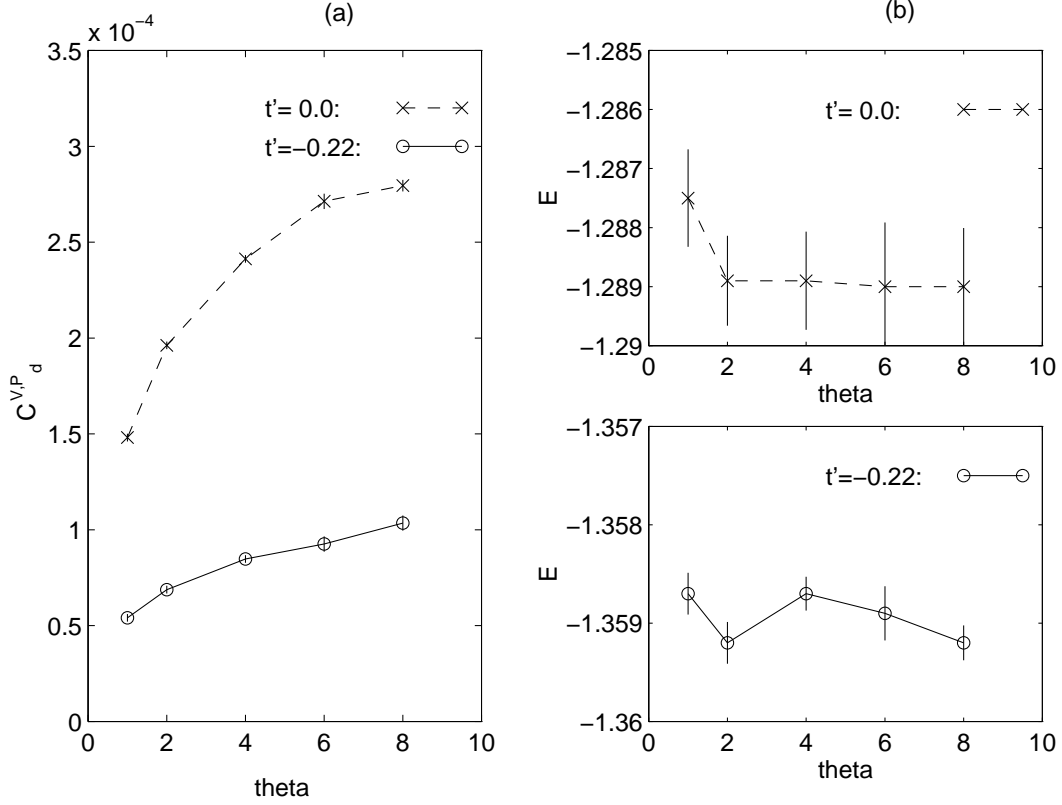 (a)
x 10⁻⁴
3.5
3
2.5
2
1.5
1
0.5
0
0 2 4 6 8 10
t'= 0.0:
t'=−0.22:
C^{V,P}_d
theta
(b)
−1.285
−1.286
−1.287
−1.288
−1.289
−1.29
0 2 4 6 8 10
t'= 0.0:
E
theta
−1.357
−1.358
−1.359
−1.36
0 2 4 6 8 10
t'=−0.22:
E
theta